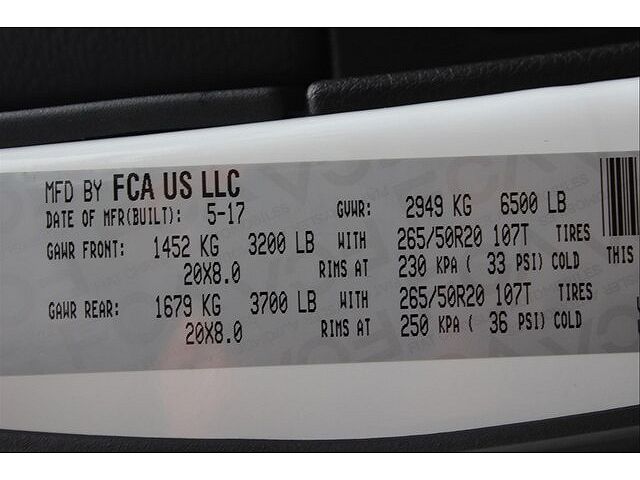 MFD BY FCA US LLC
DATE OF MFR(BUILT): 5-17 GVWR: 2949 KG 6500 LB
GAWR FRONT: 1452 KG 3200 LB WITH 265/50R20 107T TIRES
20X8.0 RIMS AT 230 KPA ( 33 PSI) COLD THIS
GAWR REAR: 1679 KG 3700 LB WITH 265/50R20 107T TIRES
20X8.0 RIMS AT 250 KPA ( 36 PSI) COLD